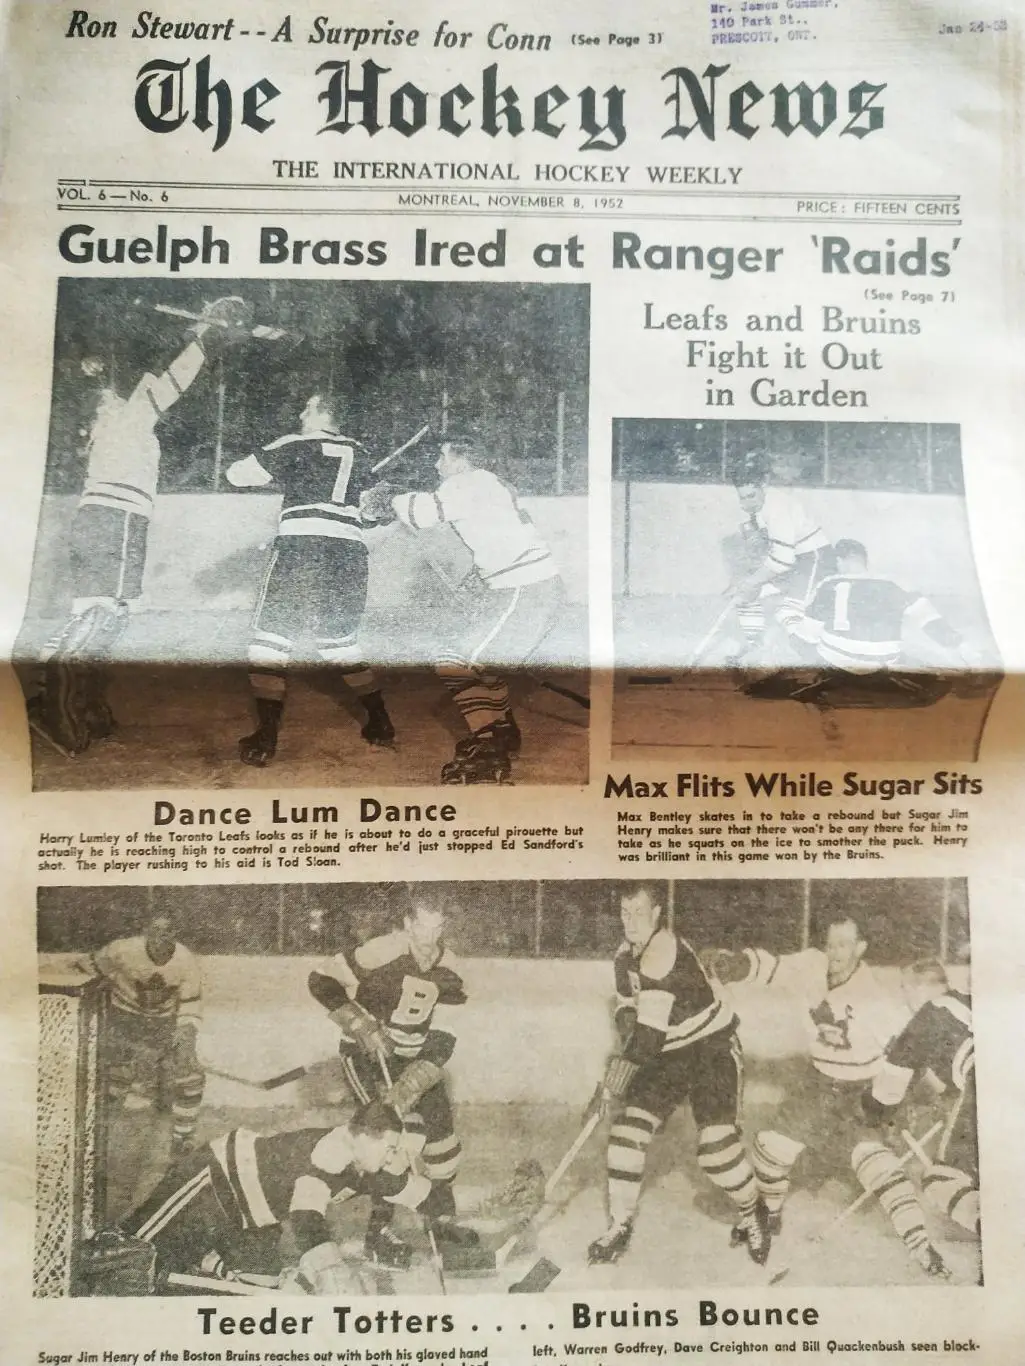 Ron Stewart -- A Surprise for Conn (See Page 3)
Mr. James Gummer,
140 Park St.,
PRESCOTT, ONT.
The Hockey News
THE INTERNATIONAL HOCKEY WEEKLY
VOL. 6 — No. 6
MONTREAL, NOVEMBER 8, 1952
PRICE: FIFTEEN CENTS
Guelph Brass Ired at Ranger 'Raids'
(See Page 7)
Leafs and Bruins
Fight it Out
in Garden
7
1
Dance Lum Dance
Harry Lumley of the Toronto Leafs looks as if he is about to do a graceful pirouette but
actually he is reaching high to control a rebound after he'd just stopped Ed Sandford's
shot. The player rushing to his aid is Tod Sloan.
Max Flits While Sugar Sits
Max Bentley skates in to take a rebound but Sugar Jim
Henry makes sure that there won't be any there for him to
take as he squats on the ice to smother the puck. Henry
was brilliant in this game won by the Bruins.
B
Teeder Totters . . . . Bruins Bounce
Sugar Jim Henry of the Boston Bruins reaches out with both his gloved hand
left, Warren Godfrey, Dave Creighton and Bill Quackenbush seen block-